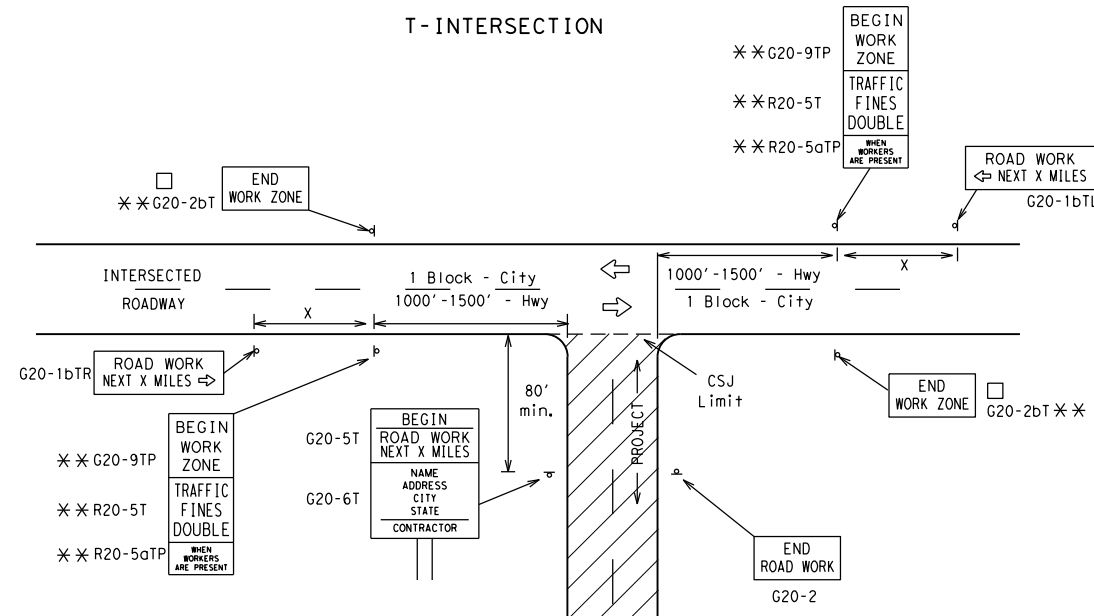 T-INTERSECTION
BEGIN
WORK
ZONE
TRAFFIC
FINES
DOUBLE
WHEN
WORKERS
ARE PRESENT
**G20-9TP
**R20-5T
**R20-5aTP
ROAD WORK
⇦ NEXT X MILES
G20-1bTL
END
WORK ZONE
□
**G20-2bT
INTERSECTED
ROADWAY
1 Block - City
1000'-1500' - Hwy
X
1000'-1500' - Hwy
1 Block - City
X
G20-1bTR
ROAD WORK
NEXT X MILES ⇨
BEGIN
WORK
ZONE
TRAFFIC
FINES
DOUBLE
WHEN
WORKERS
ARE PRESENT
**G20-9TP
**R20-5T
**R20-5aTP
G20-5T
G20-6T
BEGIN
ROAD WORK
NEXT X MILES
NAME
ADDRESS
CITY
STATE
CONTRACTOR
80'
min.
PROJECT
CSJ
Limit
END
WORK ZONE
□
G20-2bT**
END
ROAD WORK
G20-2